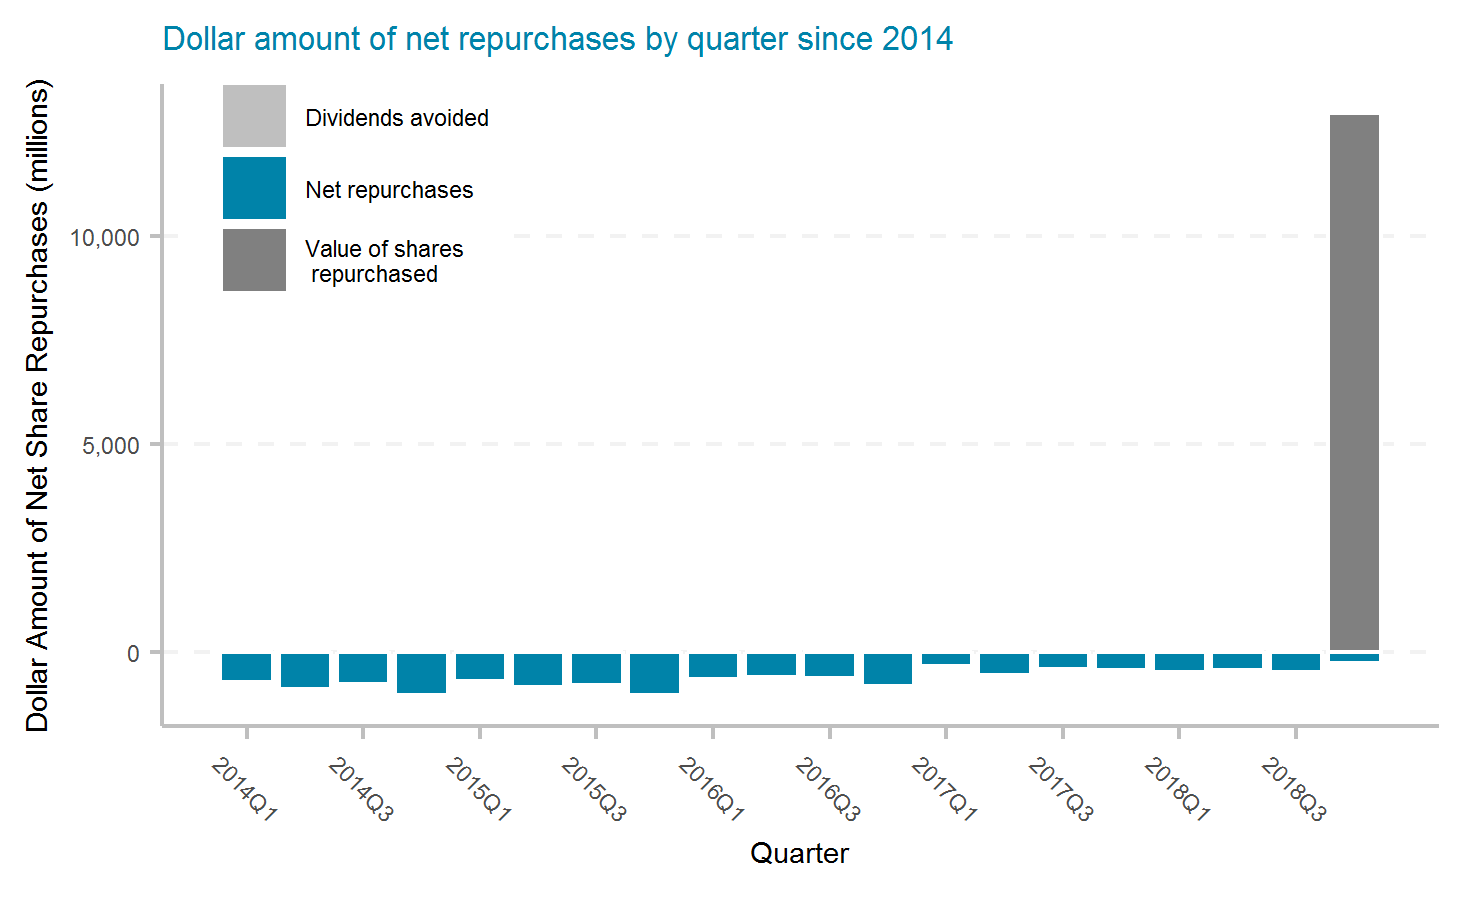 Dollar amount of net repurchases by quarter since 2014
Dollar Amount of Net Share Repurchases (millions)
Dividends avoided
Net repurchases
Value of shares
repurchased
10,000
5,000
0
2014Q1
2014Q3
2015Q1
2015Q3
2016Q1
2016Q3
2017Q1
2017Q3
2018Q1
2018Q3
Quarter